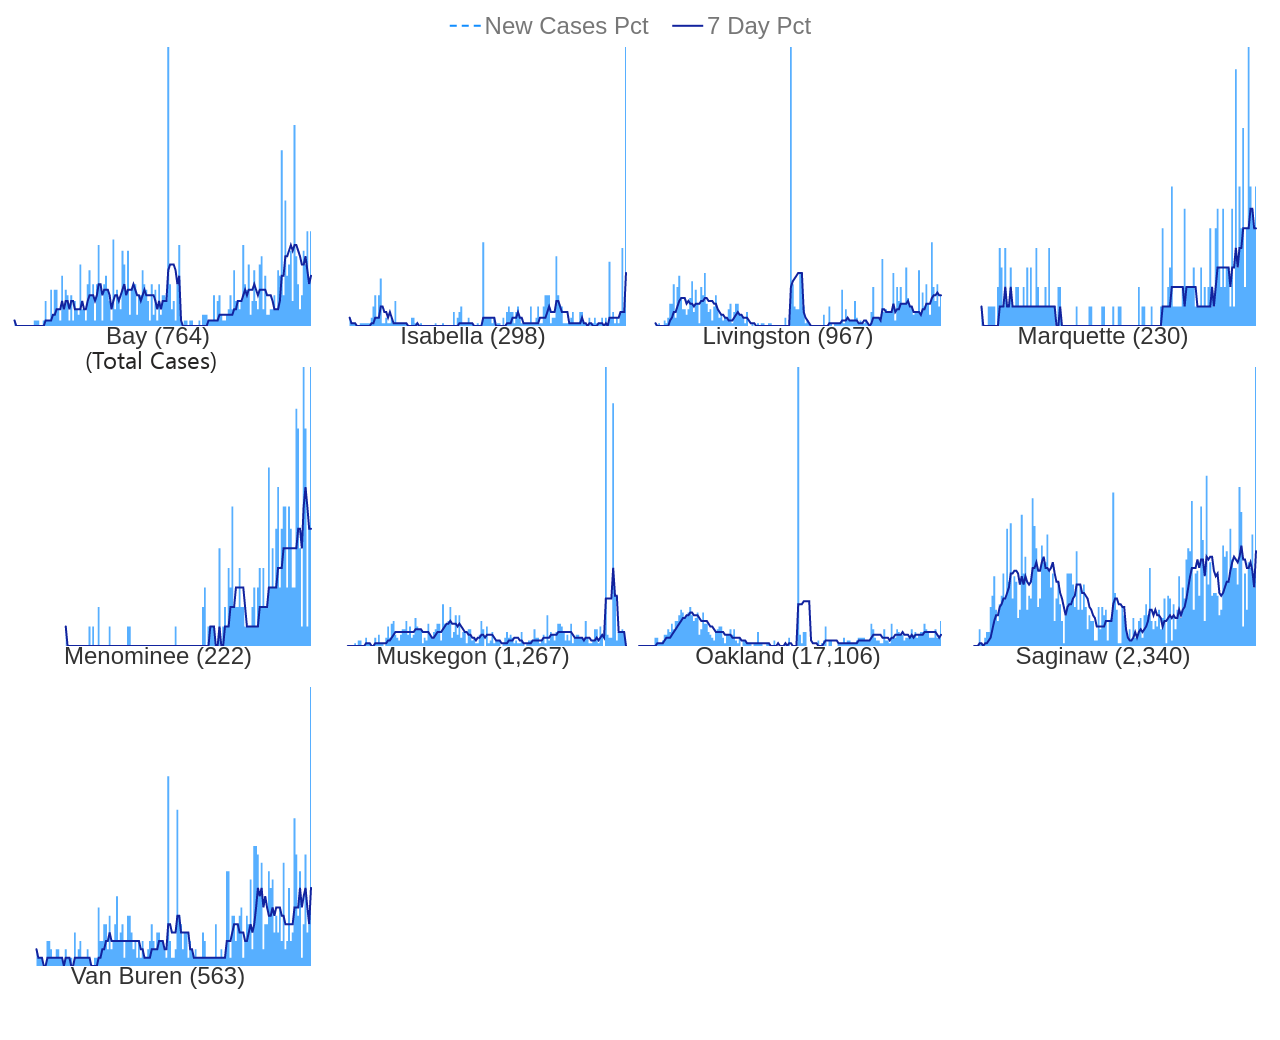 New Cases Pct 7 Day Pct
Bay (764) Isabella (298) Livingston (967) Marquette (230)
(Total Cases)
Menominee (222) Muskegon (1,267) Oakland (17,106) Saginaw (2,340)
Van Buren (563)